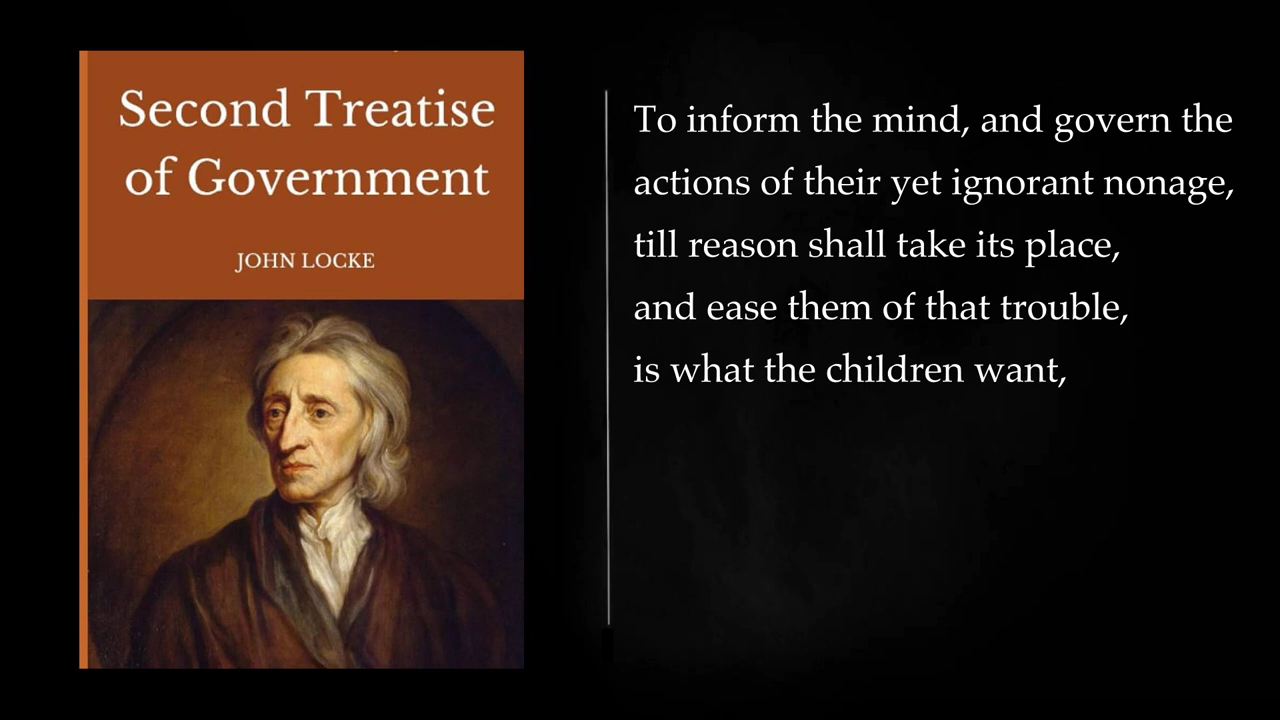 Second Treatise
of Government
JOHN LOCKE
To inform the mind, and govern the
actions of their yet ignorant nonage,
till reason shall take its place,
and ease them of that trouble,
is what the children want,